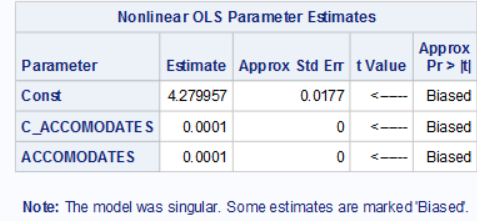 Nonlinear OLS Parameter Estimates
Parameter Estimate Approx Std Err t Value Approx Pr > |t|
Const 4.279957 0.0177 <----- Biased
C_ACCOMODATES 0.0001 0 <----- Biased
ACCOMODATES 0.0001 0 <----- Biased
Note: The model was singular. Some estimates are marked 'Biased'.